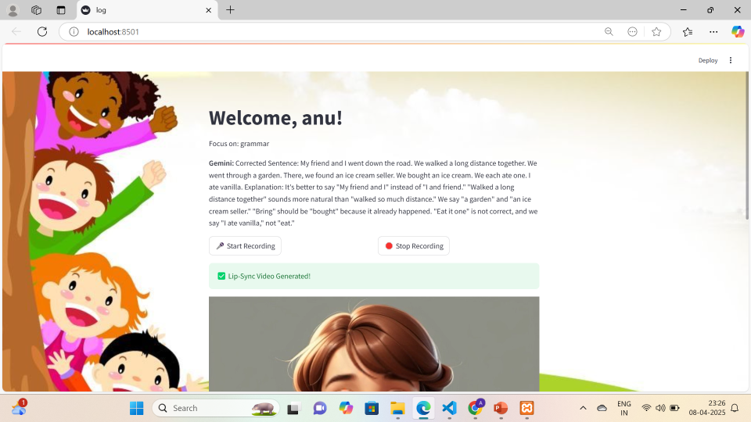 log
localhost:8501
Deploy
Welcome, anu!
Focus on: grammar
Gemini: Corrected Sentence: My friend and I went down the road. We walked a long distance together. We
went through a garden. There, we found an ice cream seller. We bought an ice cream. We each ate one. I
ate vanilla. Explanation: It's better to say "My friend and I" instead of "I and friend." "Walked a long
distance together" sounds more natural than "walked so much distance." We say "a garden" and "an ice
cream seller." "Bring" should be "bought" because it already happened. "Eat it one" is not correct, and we
say "I ate vanilla," not "eat."
Start Recording
Stop Recording
Lip-Sync Video Generated!
1
Search
A
ENG
IN
23:26
08-04-2025